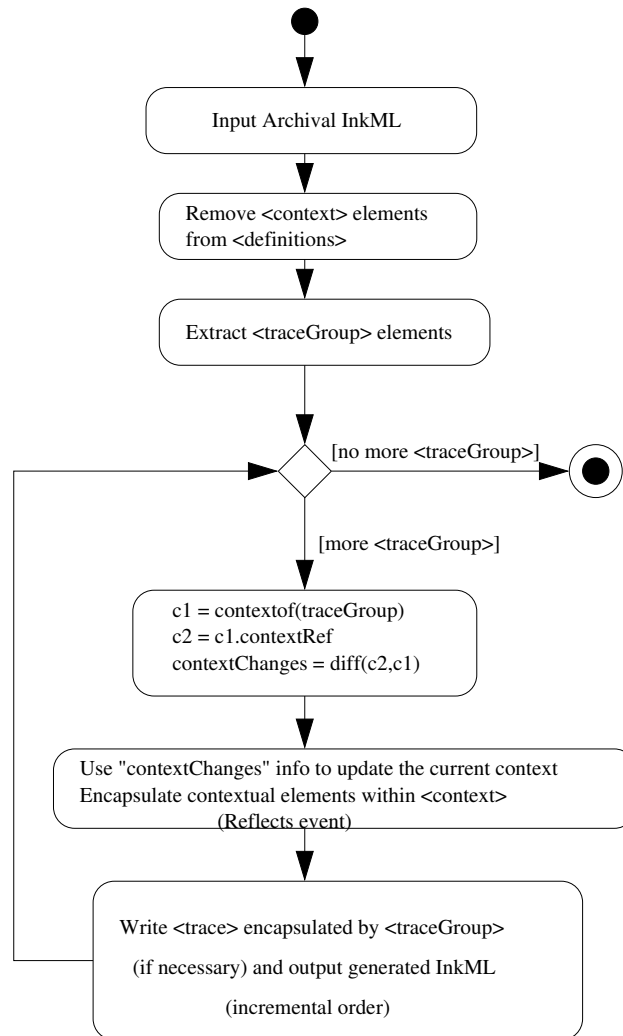 Input Archival InkML
Remove <context> elements
from <definitions>
Extract <traceGroup> elements
[no more <traceGroup>]
[more <traceGroup>]
c1 = contextof(traceGroup)
c2 = c1.contextRef
contextChanges = diff(c2,c1)
Use "contextChanges" info to update the current context
Encapsulate contextual elements within <context>
(Reflects event)
Write <trace> encapsulated by <traceGroup>
(if necessary) and output generated InkML
(incremental order)